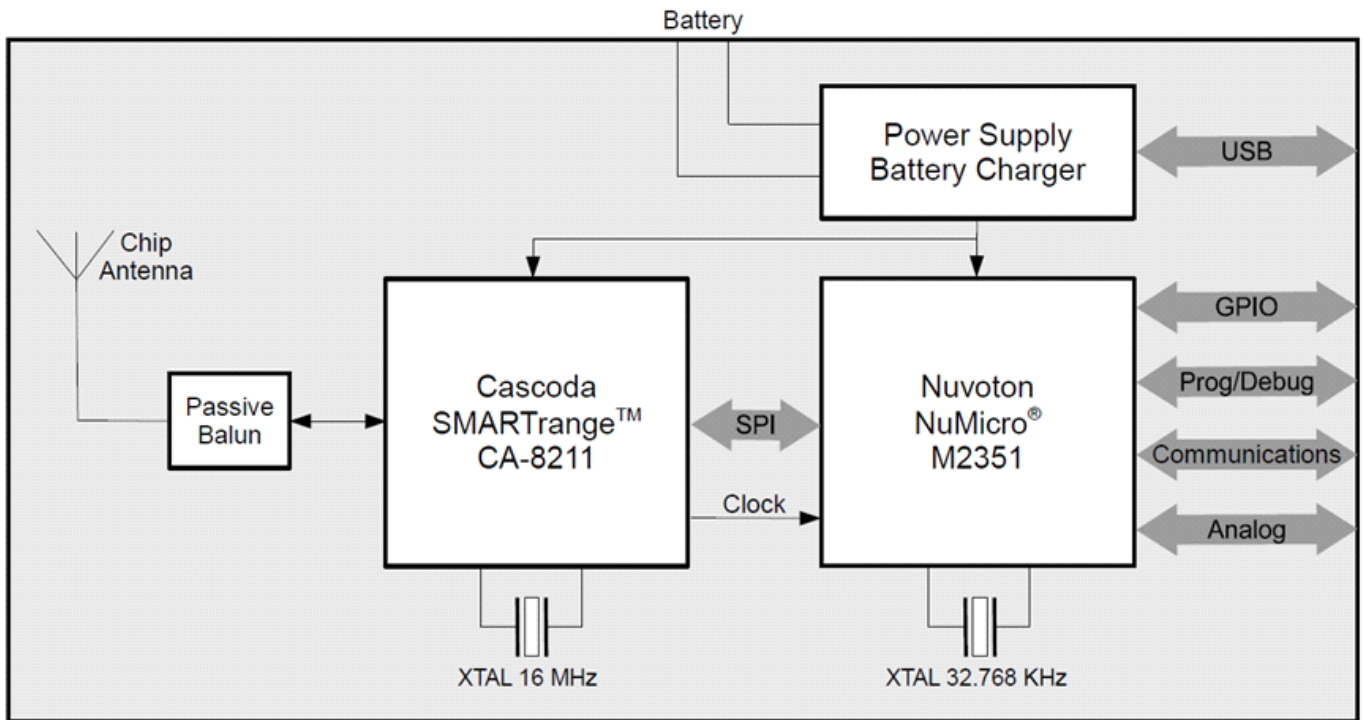 Battery
Power Supply
Battery Charger
USB
Chip
Antenna
GPIO
Passive
Balun
Cascoda
SMARTrange™
CA-8211
SPI
Nuvoton
NuMicro®
M2351
Prog/Debug
Communications
Clock
Analog
XTAL 16 MHz
XTAL 32.768 KHz